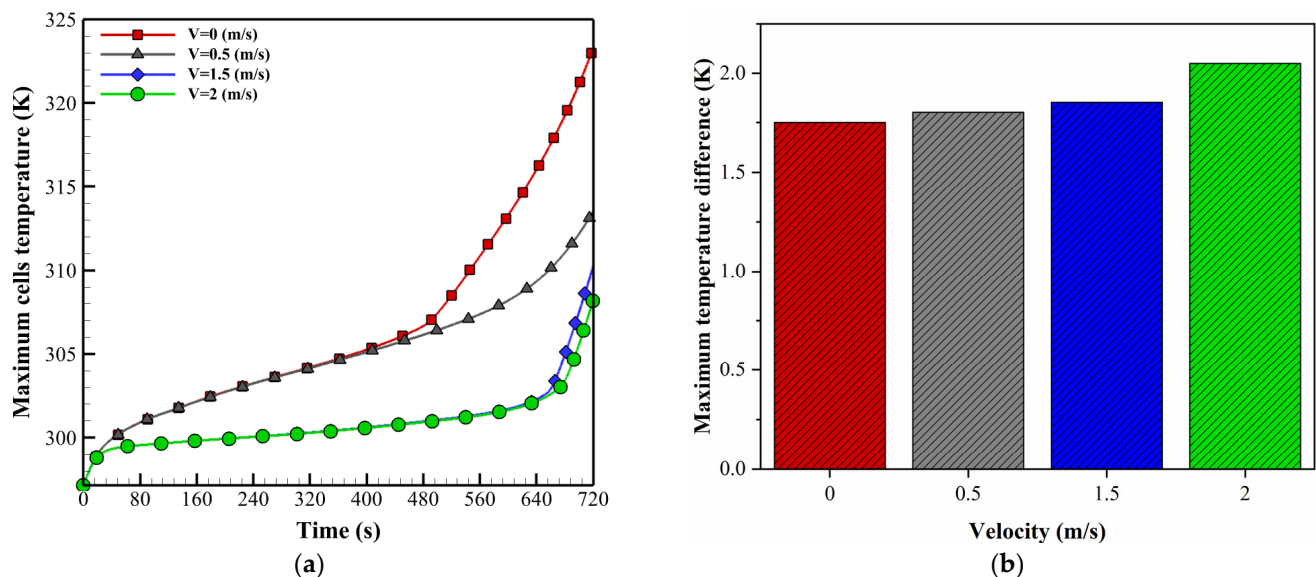 325
320
315
310
305
300
Maximum cells temperature (K)
V=0 (m/s)
V=0.5 (m/s)
V=1.5 (m/s)
V=2 (m/s)
0 80 160 240 320 400 480 560 640 720
Time (s)
(a)
2.0
1.5
1.0
0.5
0.0
Maximum temperature difference (K)
0 0.5 1.5 2
Velocity (m/s)
(b)